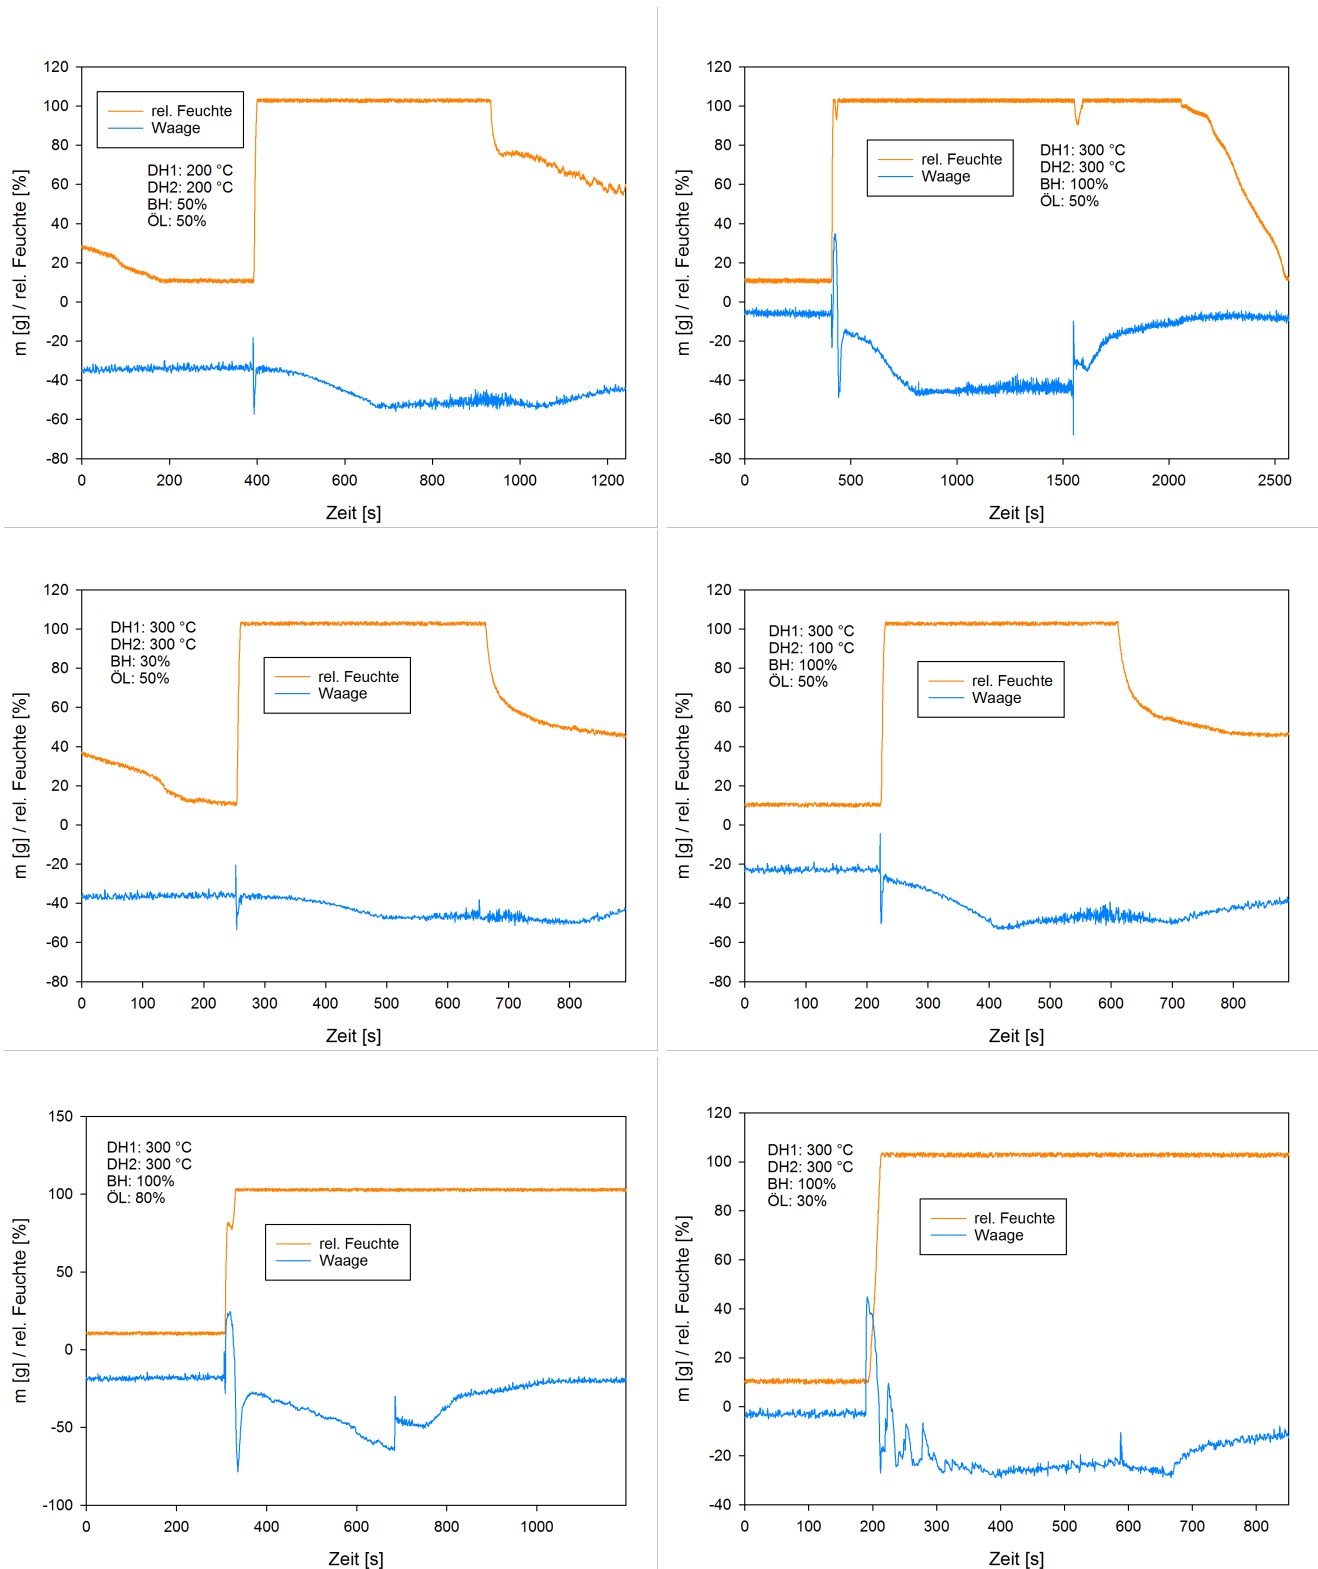 120
100
80
60
40
20
0
-20
-40
-60
-80
m [g] / rel. Feuchte [%]
rel. Feuchte
Waage
DH1: 200 °C
DH2: 200 °C
BH: 50%
ÖL: 50%
0 200 400 600 800 1000 1200
Zeit [s]
120
100
80
60
40
20
0
-20
-40
-60
-80
m [g] / rel. Feuchte [%]
rel. Feuchte
Waage
DH1: 300 °C
DH2: 300 °C
BH: 100%
ÖL: 50%
0 500 1000 1500 2000 2500
Zeit [s]
120
100
80
60
40
20
0
-20
-40
-60
-80
m [g] / rel. Feuchte [%]
DH1: 300 °C
DH2: 300 °C
BH: 30%
ÖL: 50%
rel. Feuchte
Waage
0 100 200 300 400 500 600 700 800
Zeit [s]
120
100
80
60
40
20
0
-20
-40
-60
-80
m [g] / rel. Feuchte [%]
DH1: 300 °C
DH2: 100 °C
BH: 100%
ÖL: 50%
rel. Feuchte
Waage
0 100 200 300 400 500 600 700 800
Zeit [s]
150
100
50
0
-50
-100
m [g] / rel. Feuchte [%]
DH1: 300 °C
DH2: 300 °C
BH: 100%
ÖL: 80%
rel. Feuchte
Waage
0 200 400 600 800 1000
Zeit [s]
120
100
80
60
40
20
0
-20
-40
m [g] / rel. Feuchte [%]
DH1: 300 °C
DH2: 300 °C
BH: 100%
ÖL: 30%
rel. Feuchte
Waage
0 100 200 300 400 500 600 700 800
Zeit [s]